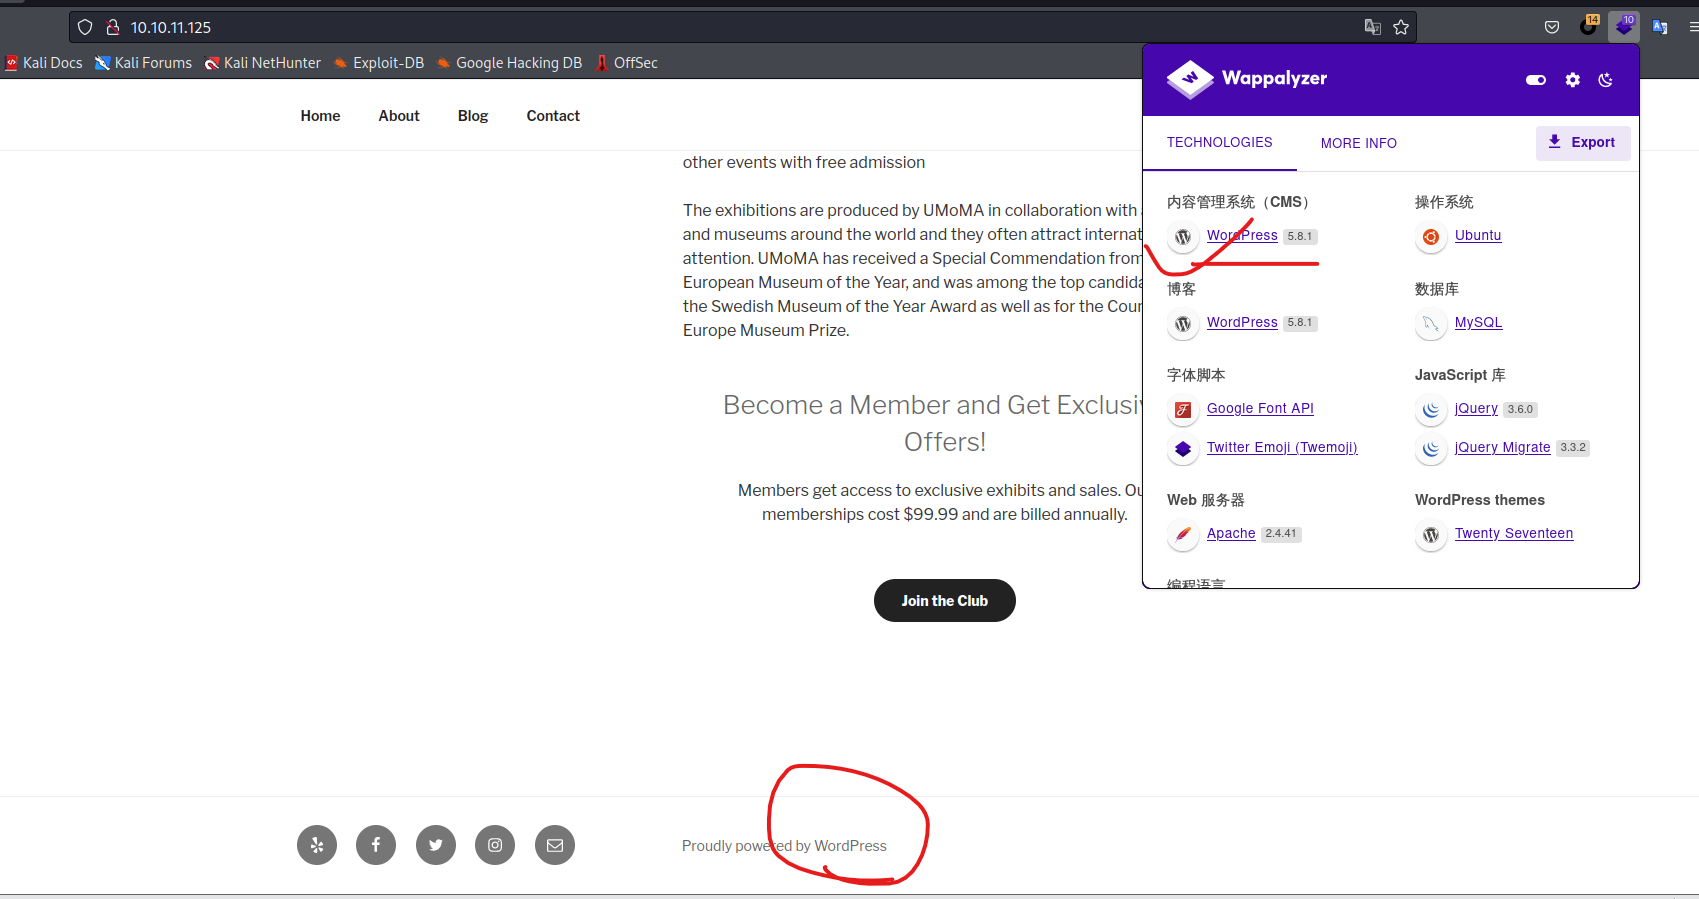 10.10.11.125
14
10
Kali Docs
Kali Forums
Kali NetHunter
Exploit-DB
Google Hacking DB
OffSec
Home
About
Blog
Contact
other events with free admission
The exhibitions are produced by UMoMA in collaboration with
and museums around the world and they often attract internat
attention. UMoMA has received a Special Commendation from
European Museum of the Year, and was among the top candida
the Swedish Museum of the Year Award as well as for the Coun
Europe Museum Prize.
Become a Member and Get Exclusiv
Offers!
Members get access to exclusive exhibits and sales. Ou
memberships cost $99.99 and are billed annually.
Join the Club
Proudly powered by WordPress
Wappalyzer
TECHNOLOGIES
MORE INFO
Export
内容管理系统（CMS）
WordPress 5.8.1
操作系统
Ubuntu
博客
WordPress 5.8.1
数据库
MySQL
字体脚本
Google Font API
Twitter Emoji (Twemoji)
JavaScript 库
jQuery 3.6.0
jQuery Migrate 3.3.2
Web 服务器
Apache 2.4.41
WordPress themes
Twenty Seventeen
编程语言